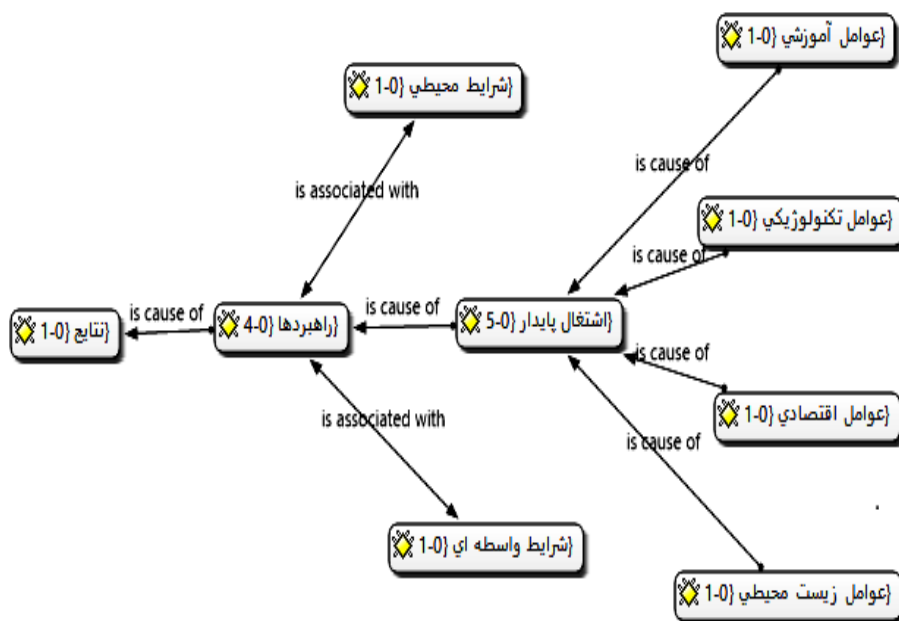 عوامل آموزشي {1-0}
شرايط محيطي {1-0}
is cause of
is associated with
عوامل تكنولوژيكي {1-0}
is cause of
is cause of
is cause of
نتايج {1-0}
راهبردها {4-0}
اشتغال پايدار {5-0}
is cause of
عوامل اقتصادي {1-0}
is associated with
is cause of
شرايط واسطه اي {1-0}
عوامل زيست محيطي {1-0}